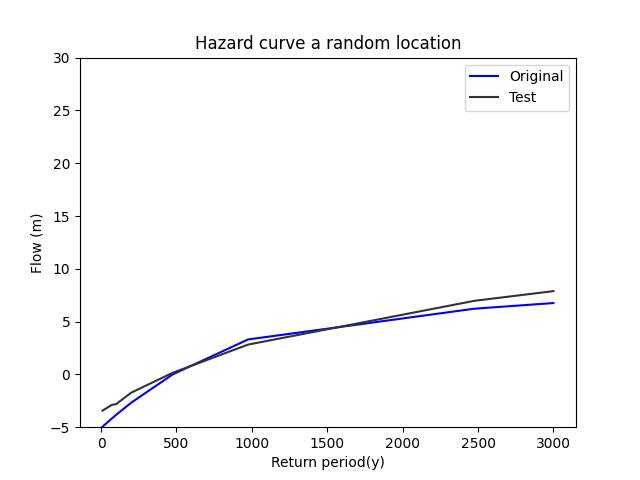 Hazard curve a random location
30
25
20
15
10
5
0
−5
Flow (m)
Original
Test
0 500 1000 1500 2000 2500 3000
Return period(y)